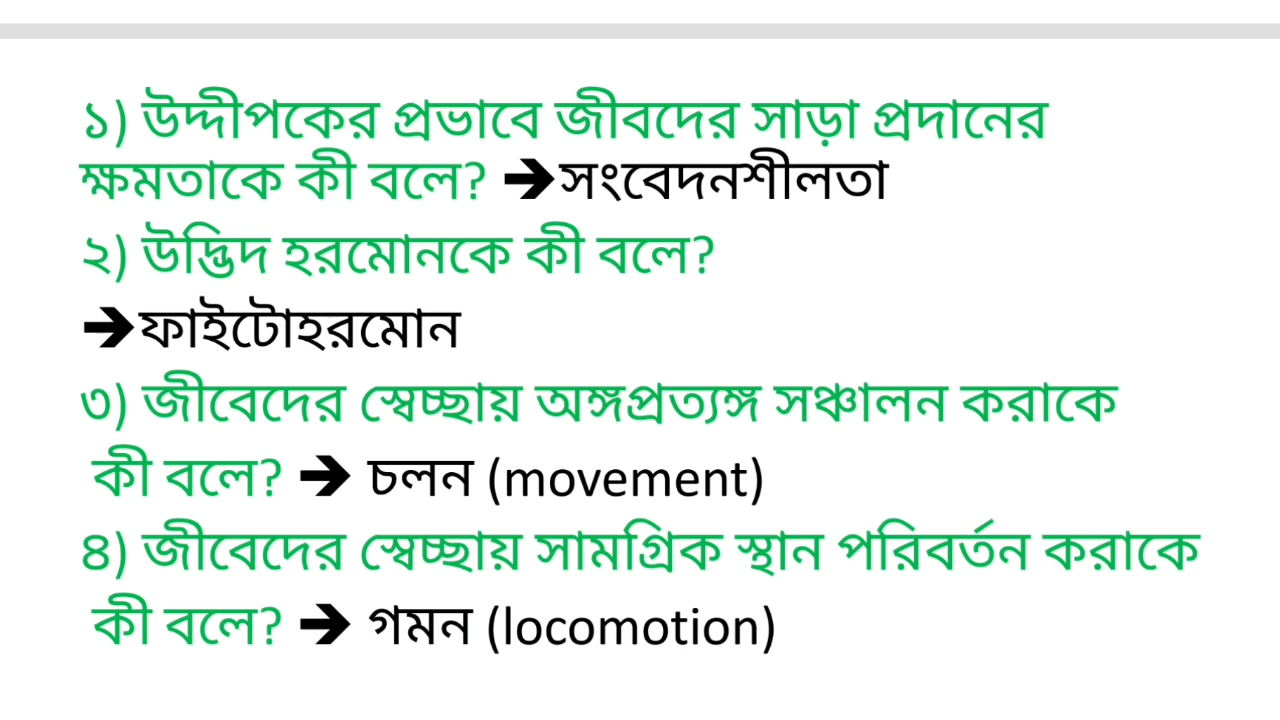 ১) উদ্দীপকের প্রভাবে জীবদের সাড়া প্রদানের
ক্ষমতাকে কী বলে? ➔সংবেদনশীলতা
২) উদ্ভিদ হরমোনকে কী বলে?
➔ফাইটোহরমোন
৩) জীবেদের স্বেচ্ছায় অঙ্গপ্রত্যঙ্গ সঞ্চালন করাকে
কী বলে? ➔ চলন (movement)
৪) জীবেদের স্বেচ্ছায় সামগ্রিক স্থান পরিবর্তন করাকে
কী বলে? ➔ গমন (locomotion)